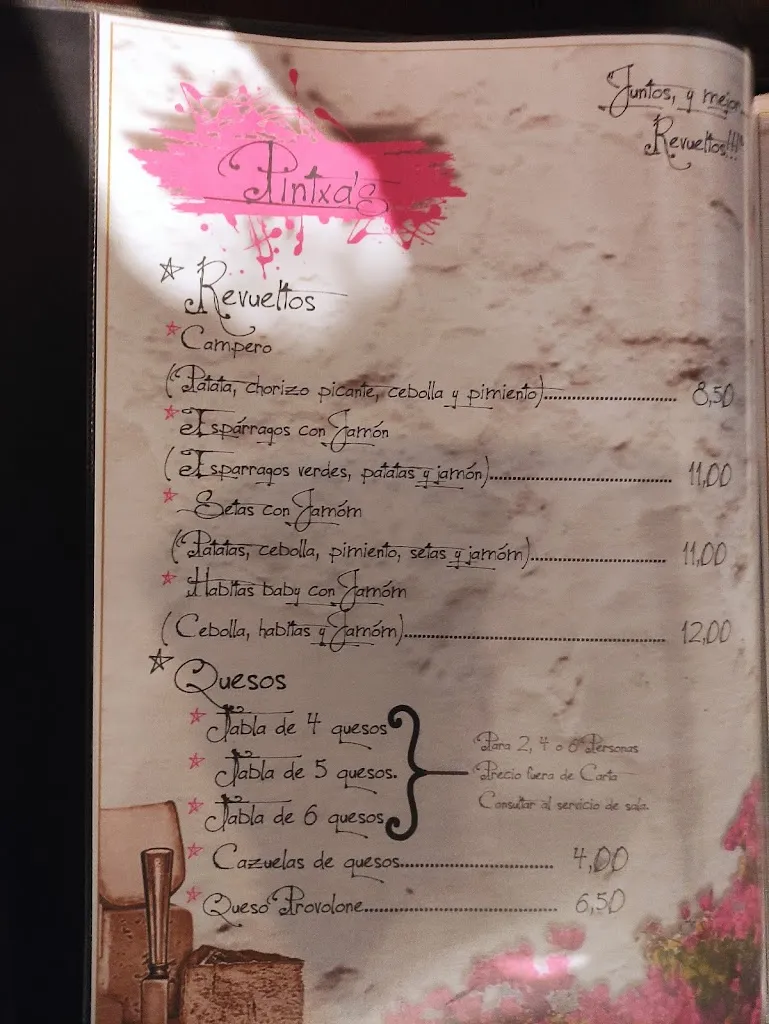 Juntos, y mejor
Revueltos!!!
Pintxa's
Revueltos
Campero
(Patata, chorizo picante, cebolla y pimiento)........................... 8,50
Espárragos con Jamón
(Esparragos verdes, patatas y jamón)..................................... 11,00
Setas con Jamóm
(Patatas, cebolla, pimiento, setas y jamóm)........................... 11,00
Habitas baby con Jamóm
(Cebolla, habitas y Jamóm)..................................................... 12,00
Quesos
Tabla de 4 quesos
Tabla de 5 quesos.
Tabla de 6 quesos
Para 2, 4 o 6 Personas
Precio fuera de Carta
Consultar al servicio de sala.
Cazuelas de quesos............................... 4,00
Queso Provolone....................................... 6,50